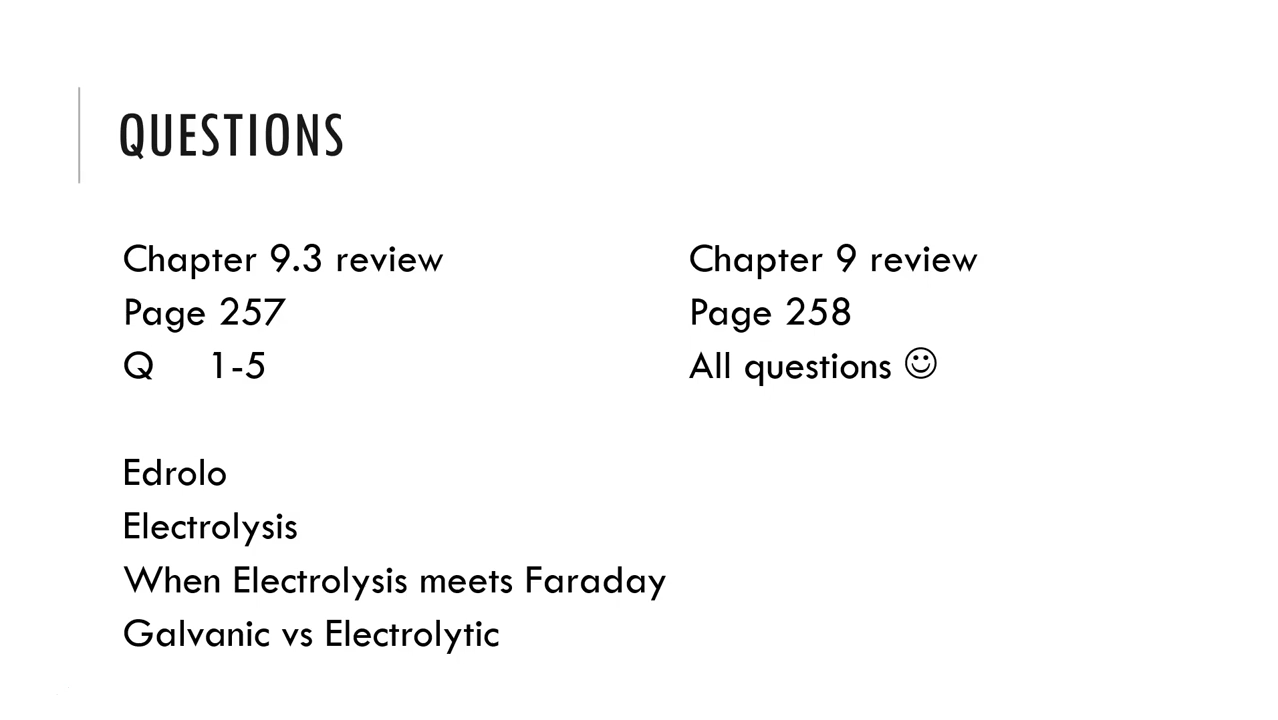 QUESTIONS
Chapter 9.3 review
Page 257
Q 1-5
Edrolo
Electrolysis
When Electrolysis meets Faraday
Galvanic vs Electrolytic
Chapter 9 review
Page 258
All questions ☺